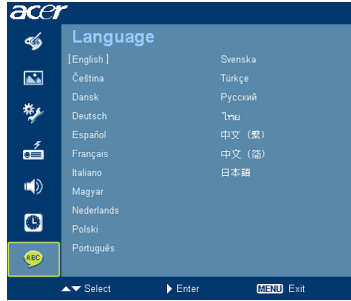 acer
Language
[English ]
Čeština
Dansk
Deutsch
Español
Français
Italiano
Magyar
Nederlands
Polski
Português
Svenska
Türkçe
Русский
ไทย
中文 (繁)
中文 (简)
日本語
ABC
Select
Enter
MENU Exit